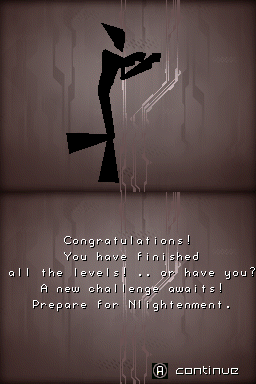 Congratulations!
You have finished
all the levels! .. or have you?
A new challenge awaits!
Prepare for Nlightenment.
A continue